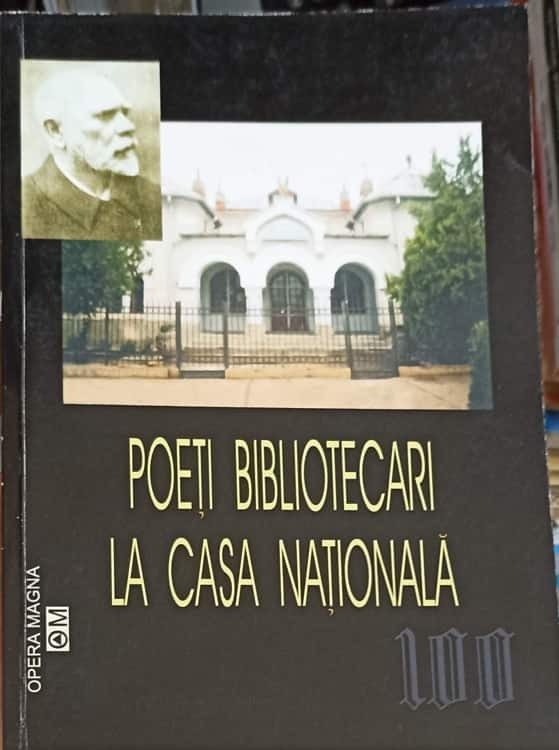 POEȚI BIBLIOTECARI
LA CASA NAȚIONALĂ
OPERA MAGNA
OM
100